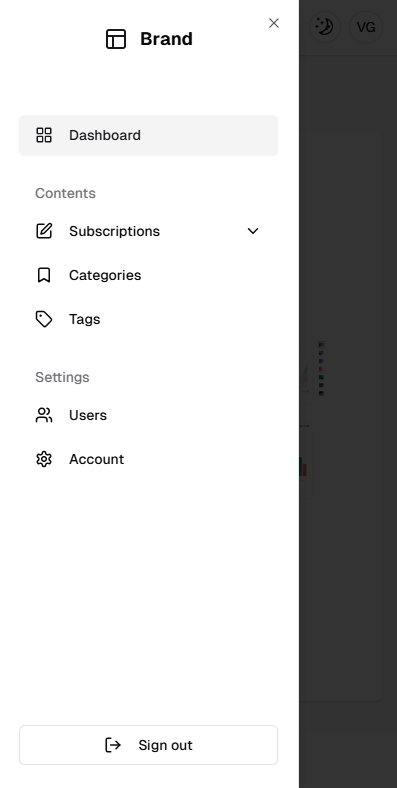 Brand
VG
Dashboard
Contents
Subscriptions
Categories
Tags
Settings
Users
Account
Sign out